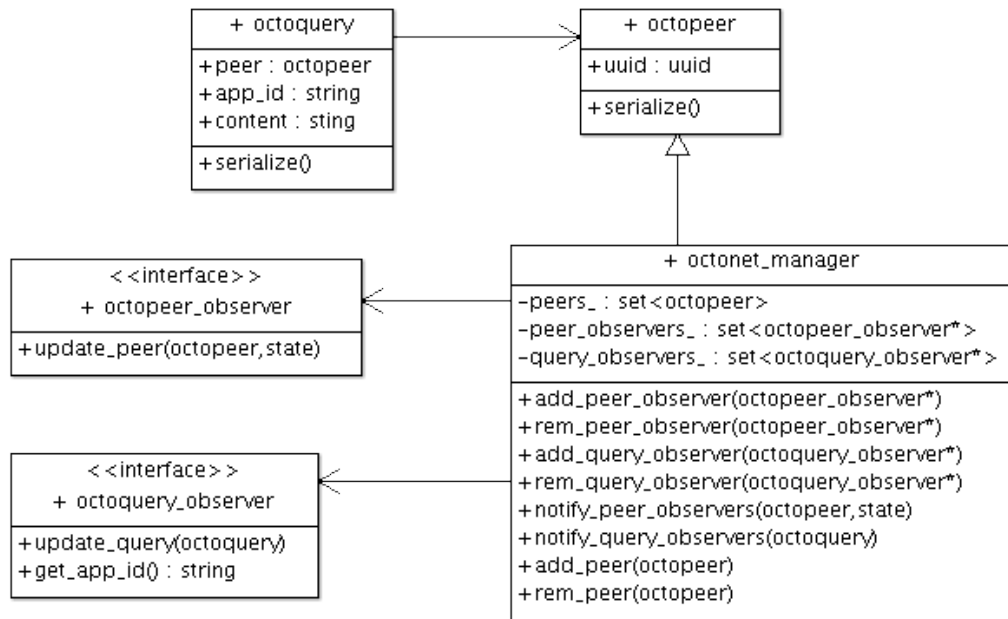 + octoquery
+peer : octopeer
+app_id : string
+content : sting
+serialize()
+ octopeer
+uuid : uuid
+serialize()
<<interface>>
+ octopeer_observer
+update_peer(octopeer,state)
<<interface>>
+ octoquery_observer
+update_query(octoquery)
+get_app_id() : string
+ octonet_manager
-peers_ : set<octopeer>
-peer_observers_ : set<octopeer_observer*>
-query_observers_ : set<octoquery_observer*>
+add_peer_observer(octopeer_observer*)
+rem_peer_observer(octopeer_observer*)
+add_query_observer(octoquery_observer*)
+rem_query_observer(octoquery_observer*)
+notify_peer_observers(octopeer,state)
+notify_query_observers(octoquery)
+add_peer(octopeer)
+rem_peer(octopeer)